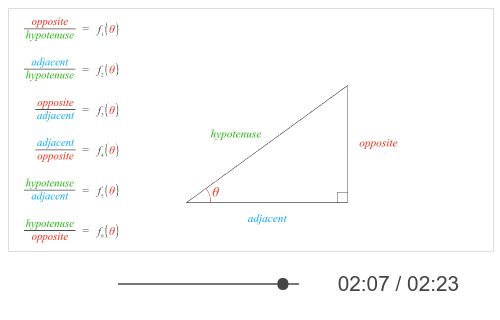 opposite
hypotenuse = f₁(θ)
adjacent
hypotenuse = f₂(θ)
opposite
adjacent = f₃(θ)
adjacent
opposite = f₄(θ)
hypotenuse
adjacent = f₅(θ)
hypotenuse
opposite = f₆(θ)
hypotenuse
opposite
θ
adjacent
02:07 / 02:23